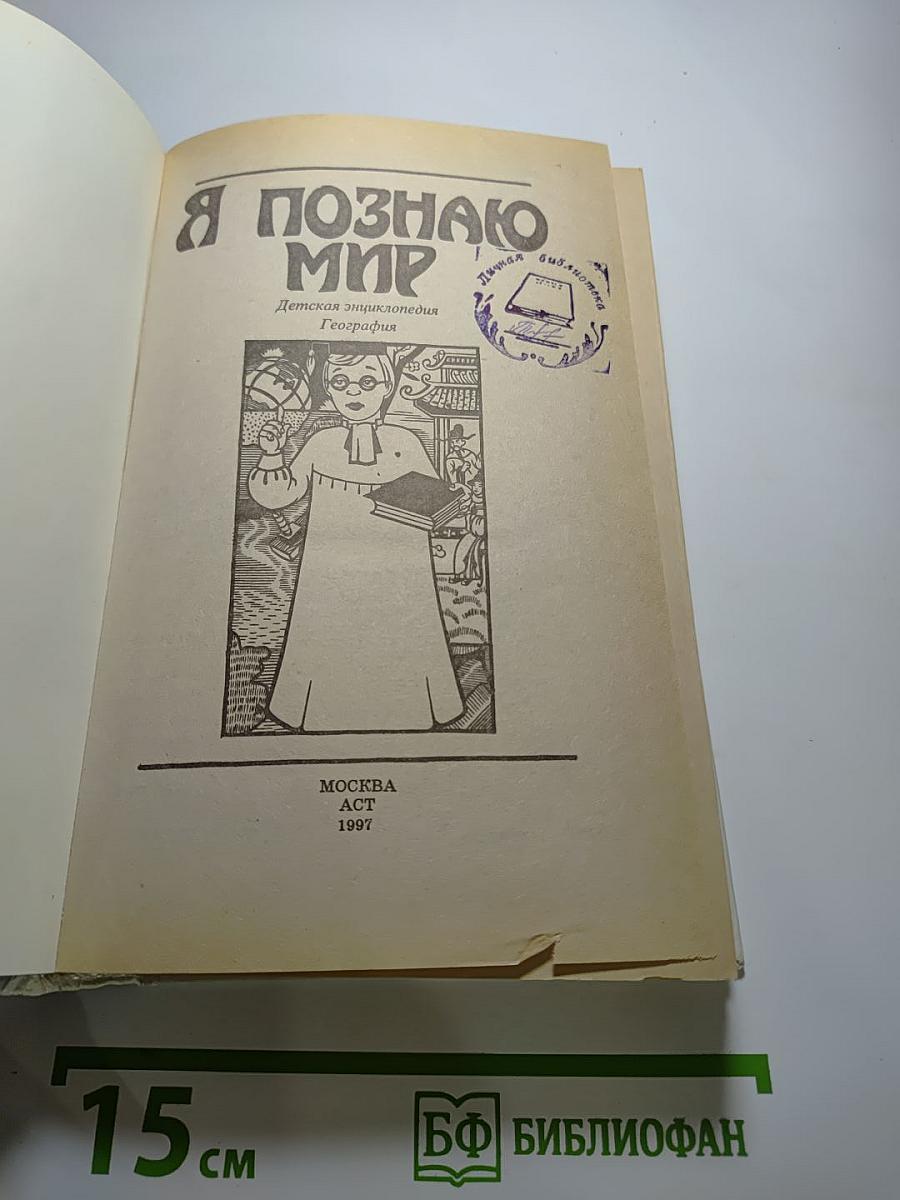 Я ПОЗНАЮ
МИР
Детская энциклопедия
География
Личная библиотека
МОСКВА
АСТ
1997
15 см
БФ БИБЛИОФАН